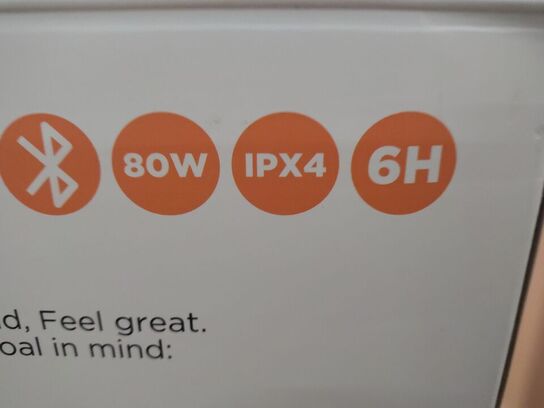 80W IPX4 6H
d, Feel great.
oal in mind: